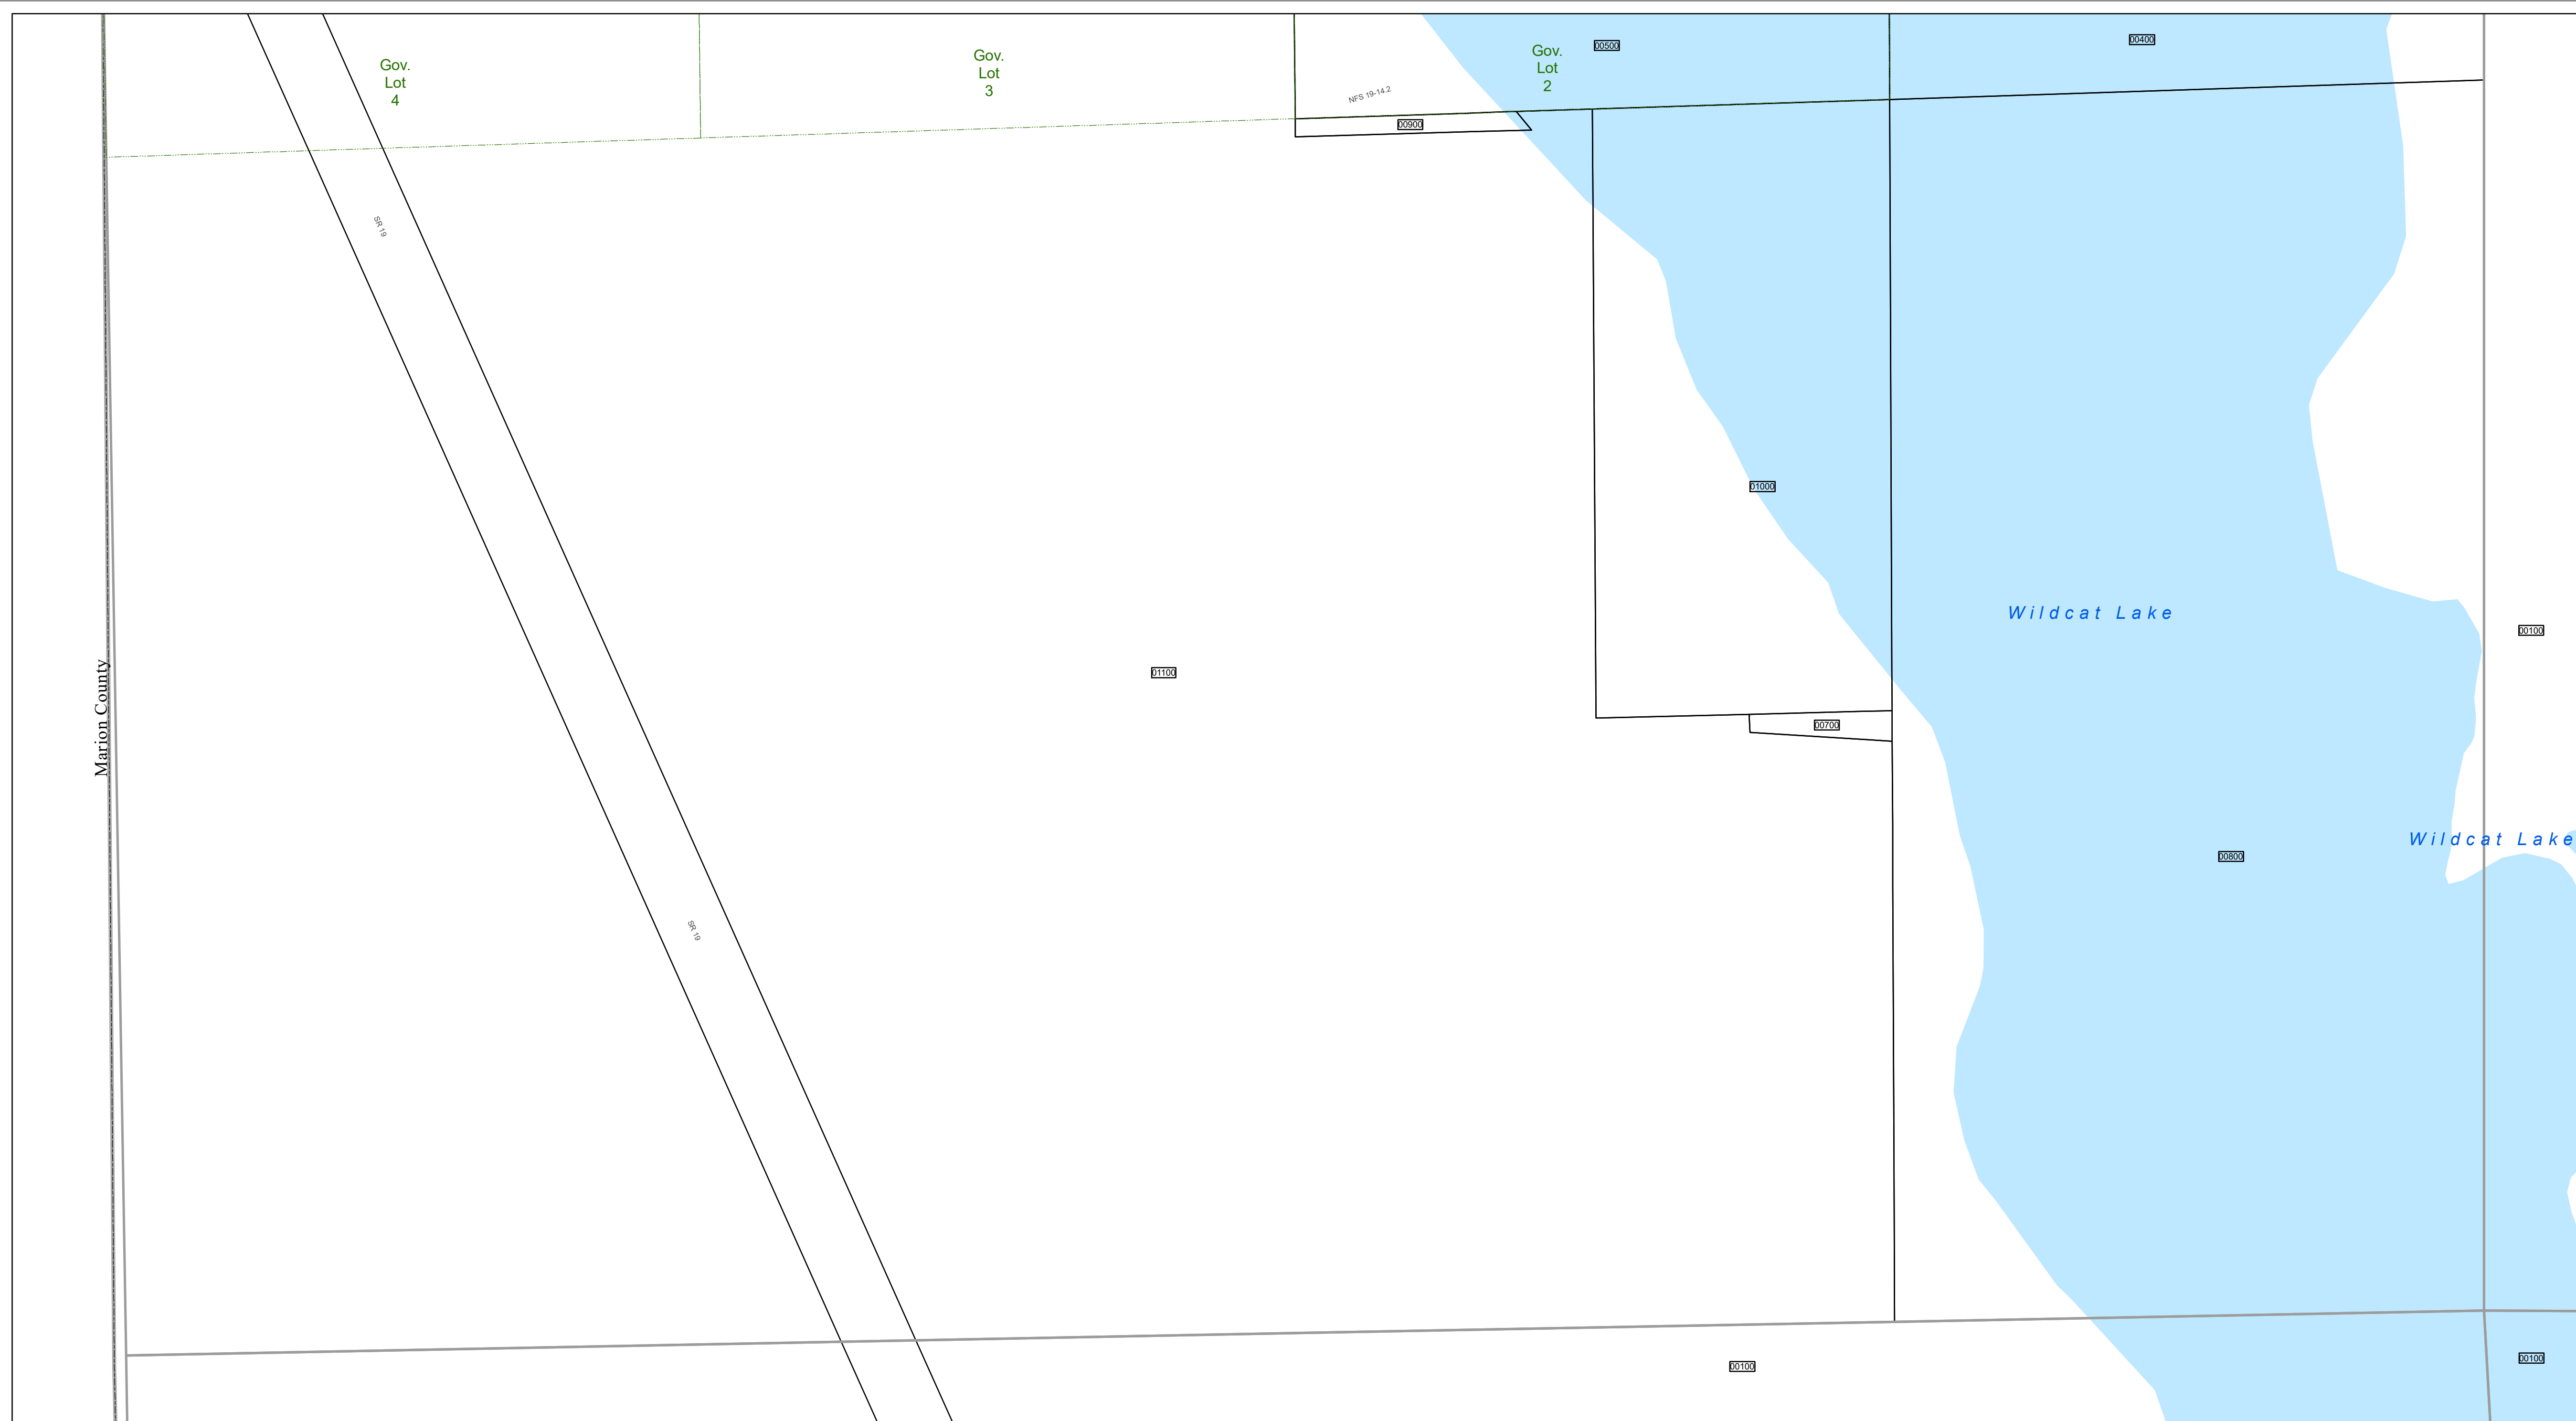 00400
00500
Gov.
Lot
2
Gov.
Lot
3
Gov.
Lot
4
NFS 19-14.2
00900
SR 19
01000
Wildcat Lake
00100
01100
Marion County
00700
Wildcat Lake
00800
SR 19
00100
00100